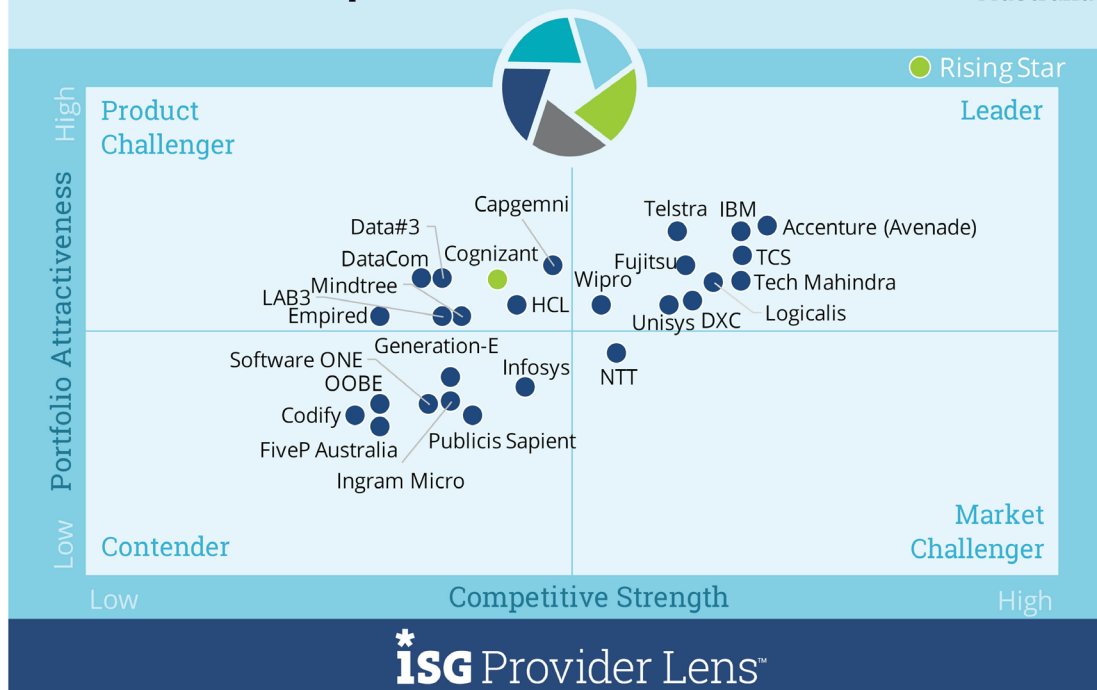 Rising Star
High
Product
Challenger
Leader
Capgemni
Telstra
IBM
Accenture (Avenade)
Data#3
DataCom
Cognizant
Fujitsu
TCS
Mindtree
Wipro
Tech Mahindra
LAB3
Empired
HCL
Unisys
DXC
Logicalis
Portfolio Attractiveness
Generation-E
Software ONE
Infosys
NTT
OOBE
Codify
FiveP Australia
Publicis Sapient
Ingram Micro
Low
Contender
Market
Challenger
Low
Competitive Strength
High
*ISG Provider Lens™